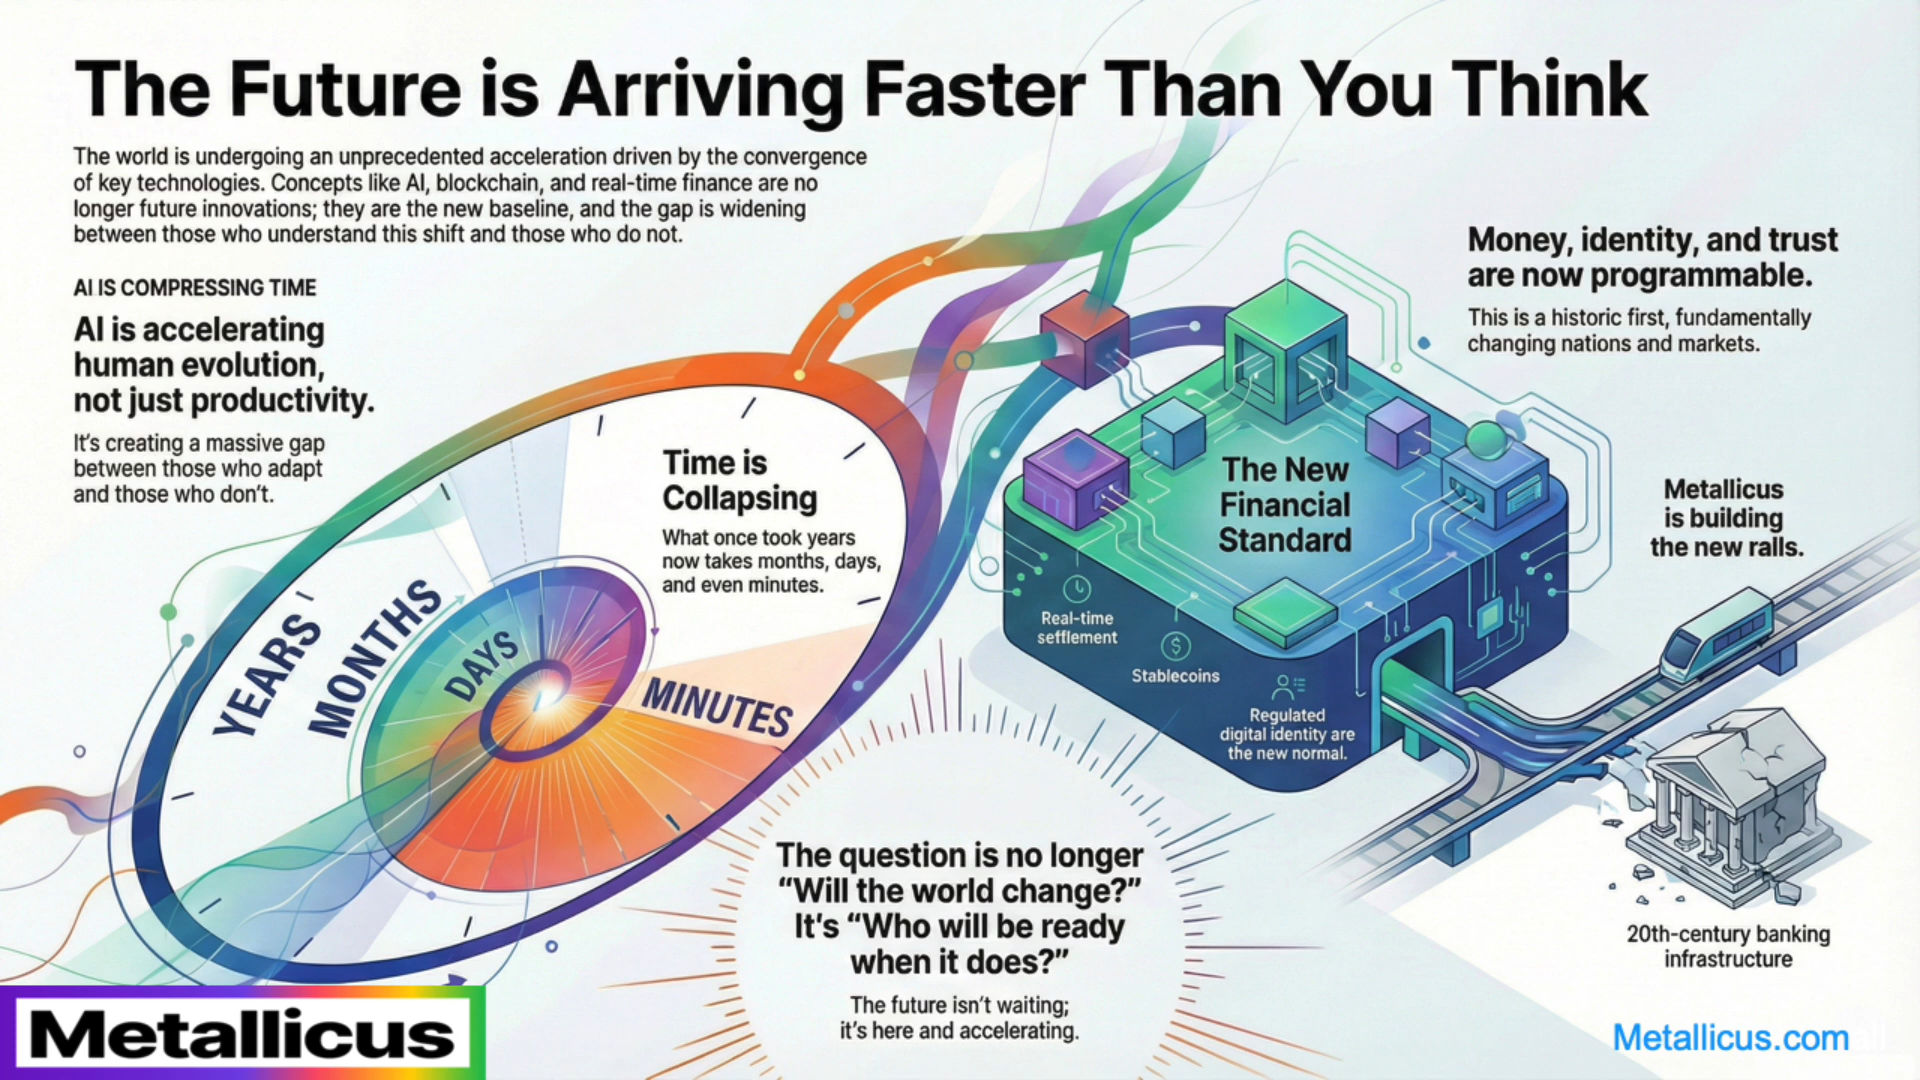 The Future is Arriving Faster Than You Think
The world is undergoing an unprecedented acceleration driven by the convergence
of key technologies. Concepts like AI, blockchain, and real-time finance are no
longer future innovations; they are the new baseline, and the gap is widening
between those who understand this shift and those who do not.
AI IS COMPRESSING TIME
AI is accelerating
human evolution,
not just productivity.
It's creating a massive gap
between those who adapt
and those who don't.
Time is
Collapsing
What once took years
now takes months, days,
and even minutes.
YEARS
MONTHS
DAYS
MINUTES
Money, identity, and trust
are now programmable.
This is a historic first, fundamentally
changing nations and markets.
The New
Financial
Standard
Real-time
sefflement
Stablecoins
Regulated
digital identity are
the new normal.
Metallicus
is building
the new ralls.
20th-century banking
infrastructure
The question is no longer
“Will the world change?”
It's “Who will be ready
when it does?”
The future isn't waiting;
it's here and accelerating.
Metallicus
Metallicus.com